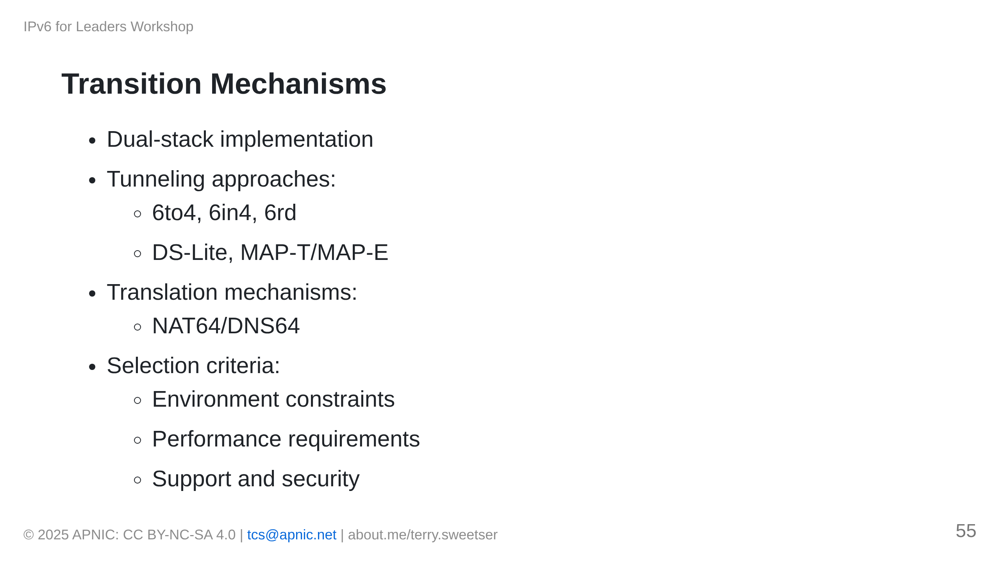 IPv6 for Leaders Workshop
Transition Mechanisms
• Dual-stack implementation
• Tunneling approaches:
◦ 6to4, 6in4, 6rd
◦ DS-Lite, MAP-T/MAP-E
• Translation mechanisms:
◦ NAT64/DNS64
• Selection criteria:
◦ Environment constraints
◦ Performance requirements
◦ Support and security
© 2025 APNIC: CC BY-NC-SA 4.0 | tcs@apnic.net | about.me/terry.sweetser
55